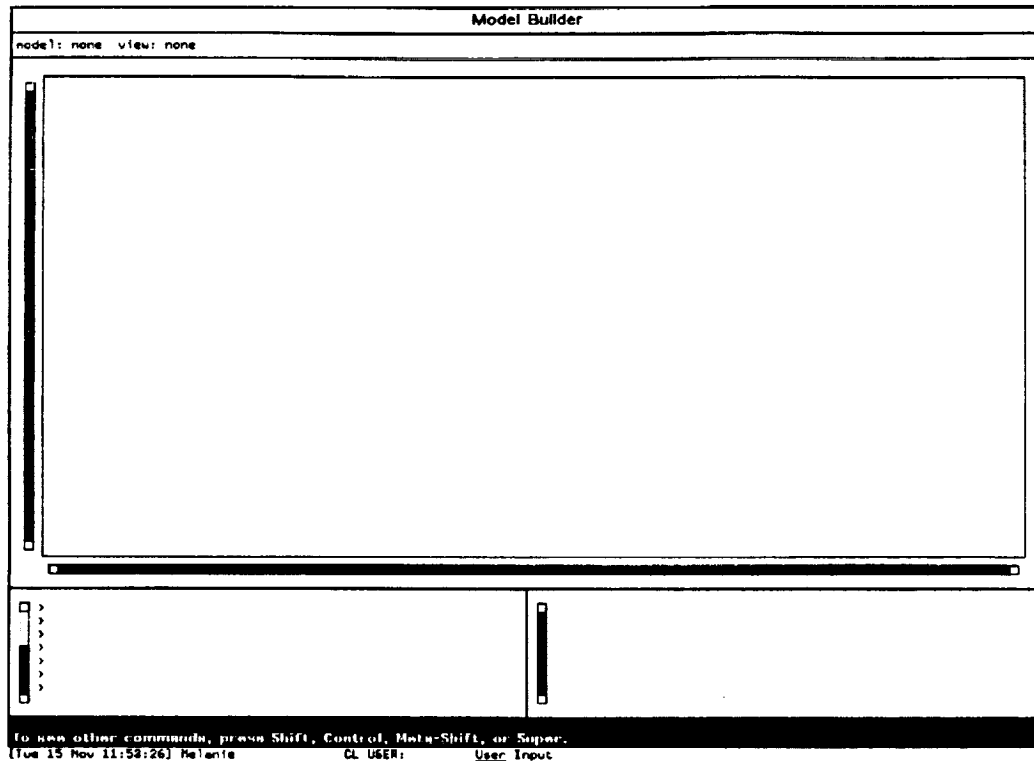 Model Builder
model: none view: none
>
>
>
>
>
>
>
To see other commands, press Shift, Control, Meta-Shift, or Super.
[Tue 15 Nov 11:53:26] Melanie CL USER: User Input